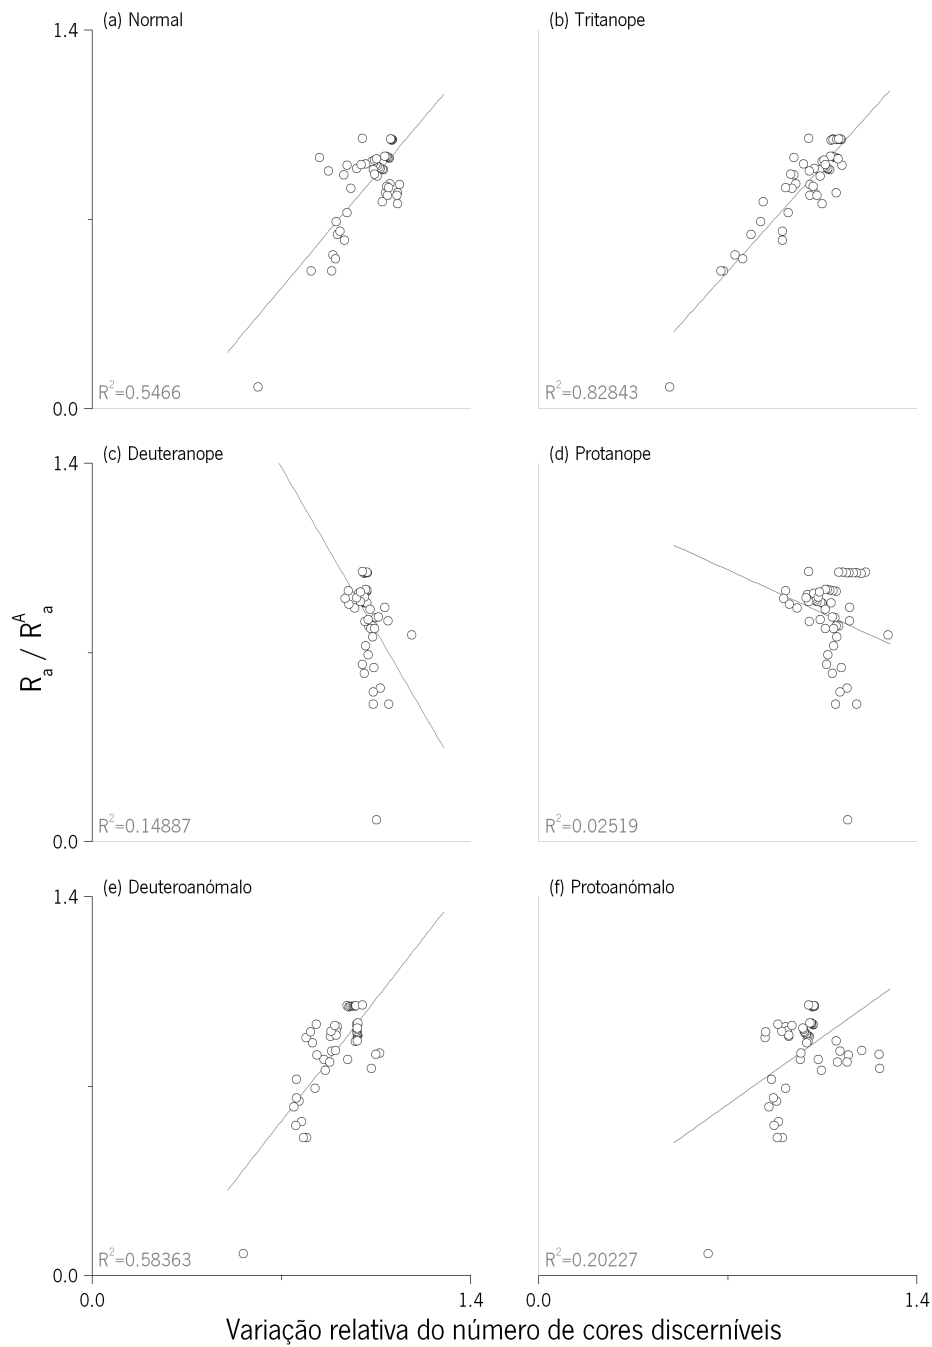 (a) Normal
(b) Tritanope
1.4
R²=0.5466
R²=0.82843
0.0
(c) Deuteranope
(d) Protanope
1.4
R_a / R^A_a
R²=0.14887
R²=0.02519
0.0
(e) Deuteroanómalo
(f) Protoanómalo
1.4
R²=0.58363
R²=0.20227
0.0
0.0 1.4 0.0 1.4
Variação relativa do número de cores discerníveis